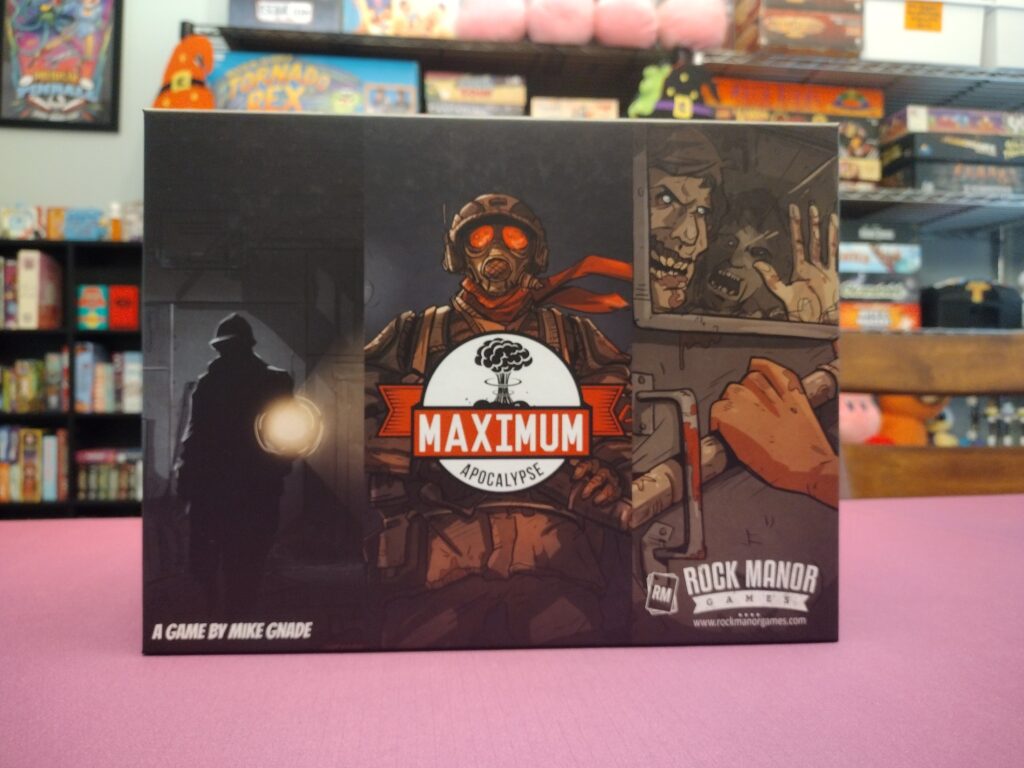 TORNADO
REX
MAXIMUM
APOCALYPSE
RM
ROCK MANOR
GAMES
www.rockmanorgames.com
A GAME BY MIKE GNADE